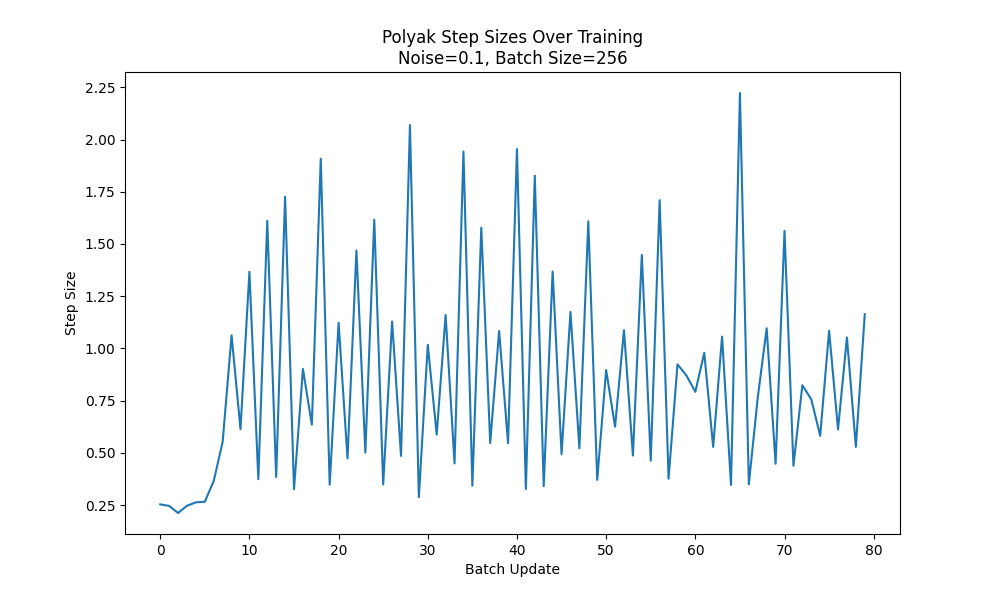 Polyak Step Sizes Over Training
Noise=0.1, Batch Size=256
Step Size
2.25
2.00
1.75
1.50
1.25
1.00
0.75
0.50
0.25
0 10 20 30 40 50 60 70 80
Batch Update